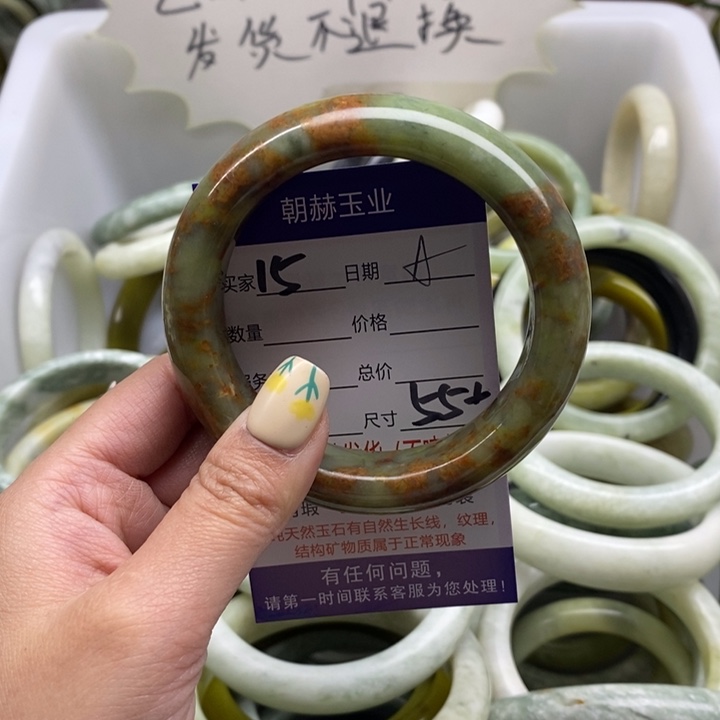 发货不退换
朝赫玉业
买家 15 日期 A
数量 价格
总价
尺寸 55+
纯天然玉石有自然生长线，纹理，
结构矿物质属于正常现象
有任何问题，
请第一时间联系客服为您处理！